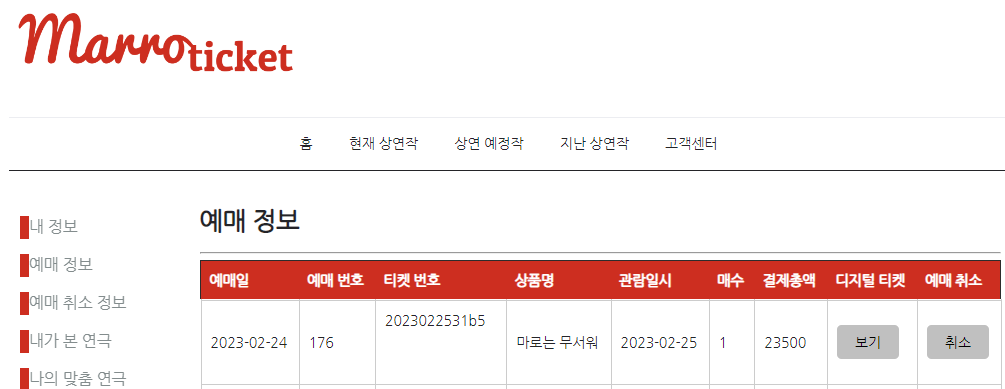 Marroticket
홈 현재 상연작 상연 예정작 지난 상연작 고객센터
내 정보
예매 정보
예매 취소 정보
내가 본 연극
나의 맞춤 연극
예매 정보
예매일 예매 번호 티켓 번호 상품명 관람일시 매수 결제총액 디지털 티켓 예매 취소
2023022531b5
2023-02-24 176 마로는 무서워 2023-02-25 1 23500 보기 취소